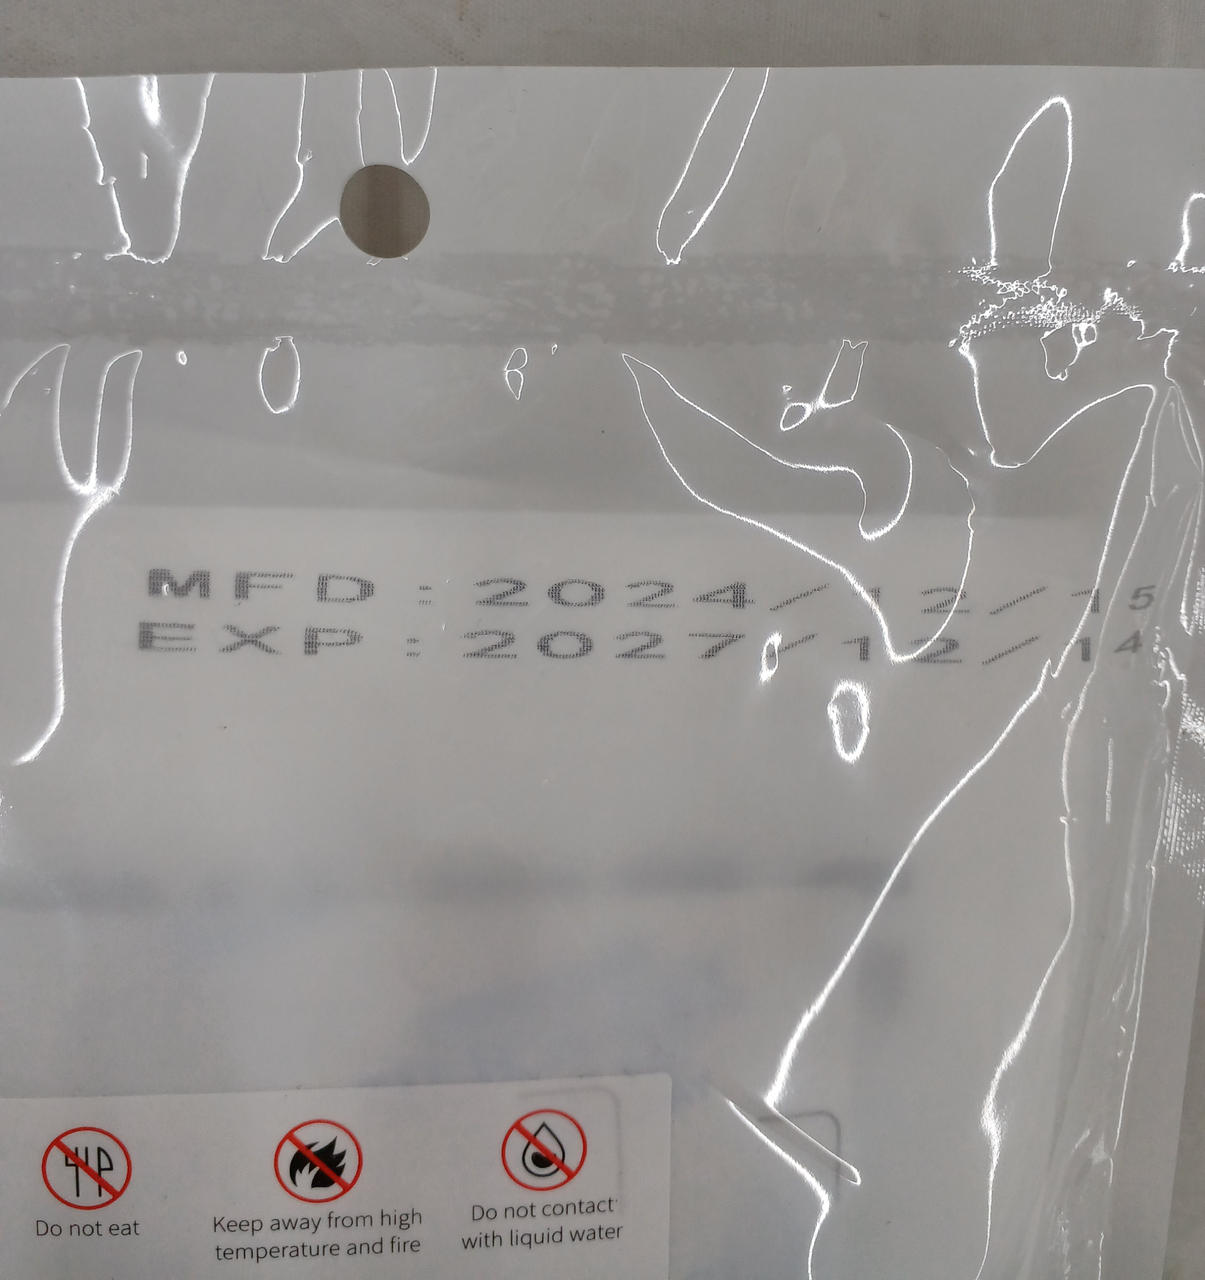 MFD : 2024/12/15
EXP : 2027/12/14
Do not eat
Keep away from high
temperature and fire
Do not contact
with liquid water